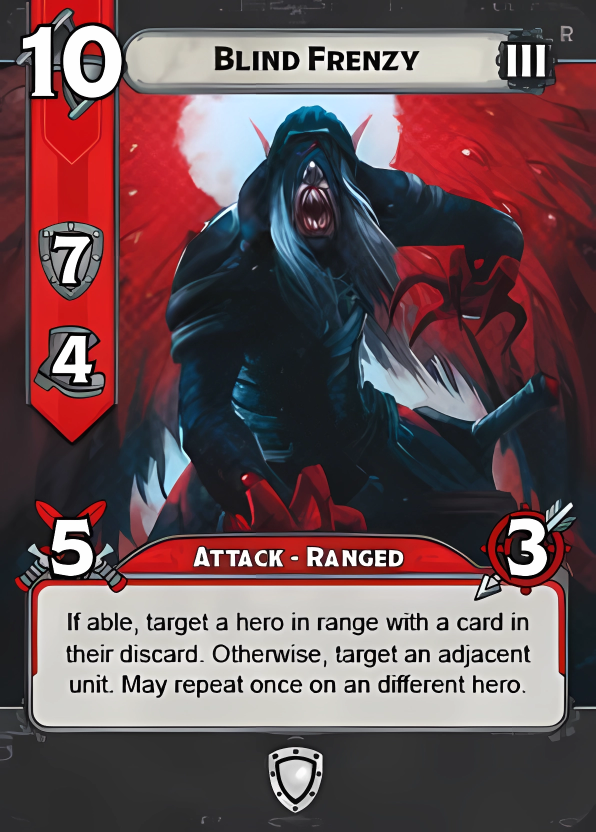 10
BLIND FRENZY
III
R
7
4
5
ATTACK - RANGED
3
If able, target a hero in range with a card in
their discard. Otherwise, target an adjacent
unit. May repeat once on an different hero.